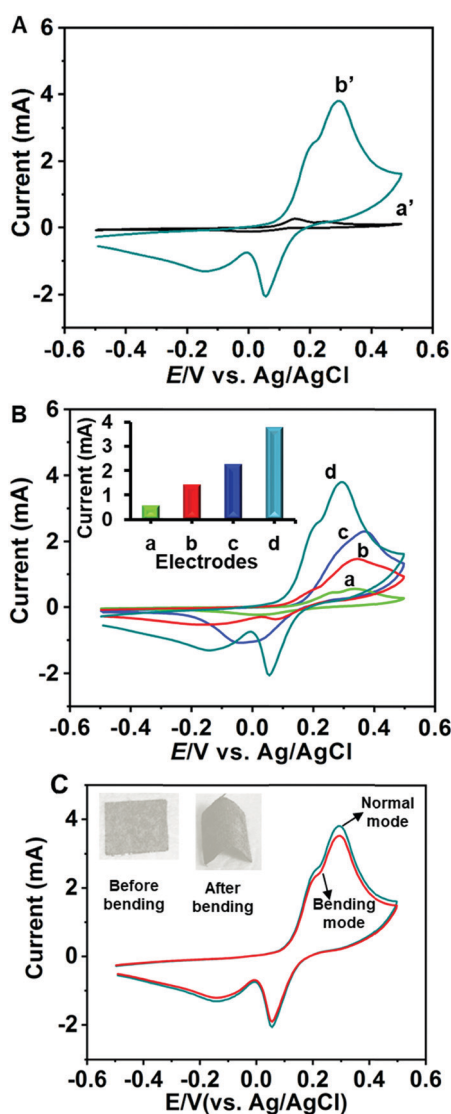 A
6
4
2
0
-2
Current (mA)
b’
a’
-0.6 -0.4 -0.2 0.0 0.2 0.4 0.6
E/V vs. Ag/AgCl
B
8
6
4
2
0
-2
Current (mA)
5
4
3
2
1
0
Current (mA)
a b c d
Electrodes
d
c
b
a
-0.6 -0.4 -0.2 0.0 0.2 0.4 0.6
E/V vs. Ag/AgCl
C
6
4
2
0
-2
Current (mA)
Before
bending
After
bending
Normal
mode
Bending
mode
-0.6 -0.4 -0.2 0.0 0.2 0.4 0.6
E/V(vs. Ag/AgCl)